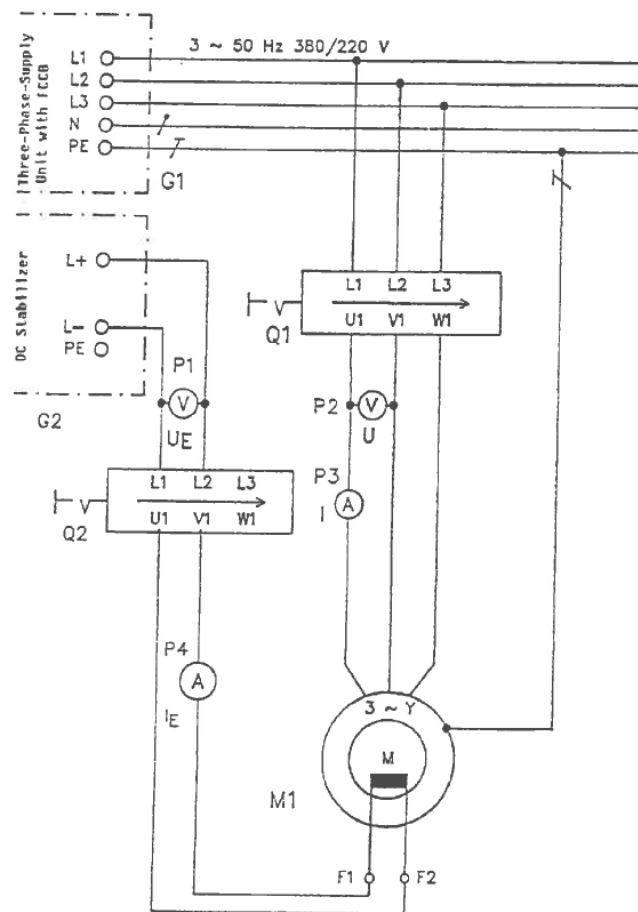 Three-Phase-Supply
Unit with FCCB
L1
L2
L3
N
PE
3 ~ 50 Hz 380/220 V
G1
DC Stabilizer
L+
L-
PE
G2
L1 L2 L3
U1 V1 W1
Q1
P1
V
UE
P2
V
U
P3
A
I
L1 L2 L3
U1 V1 W1
Q2
P4
A
IE
3 ~ Y
M
M1
F1
F2